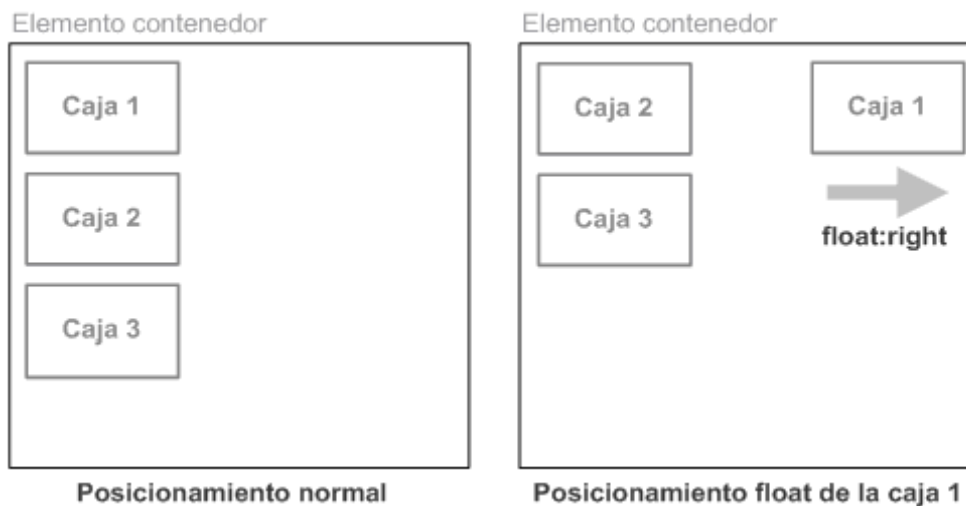 Elemento contenedor
Caja 1
Caja 2
Caja 3
Posicionamiento normal
Elemento contenedor
Caja 2
Caja 1
Caja 3
float:right
Posicionamiento float de la caja 1